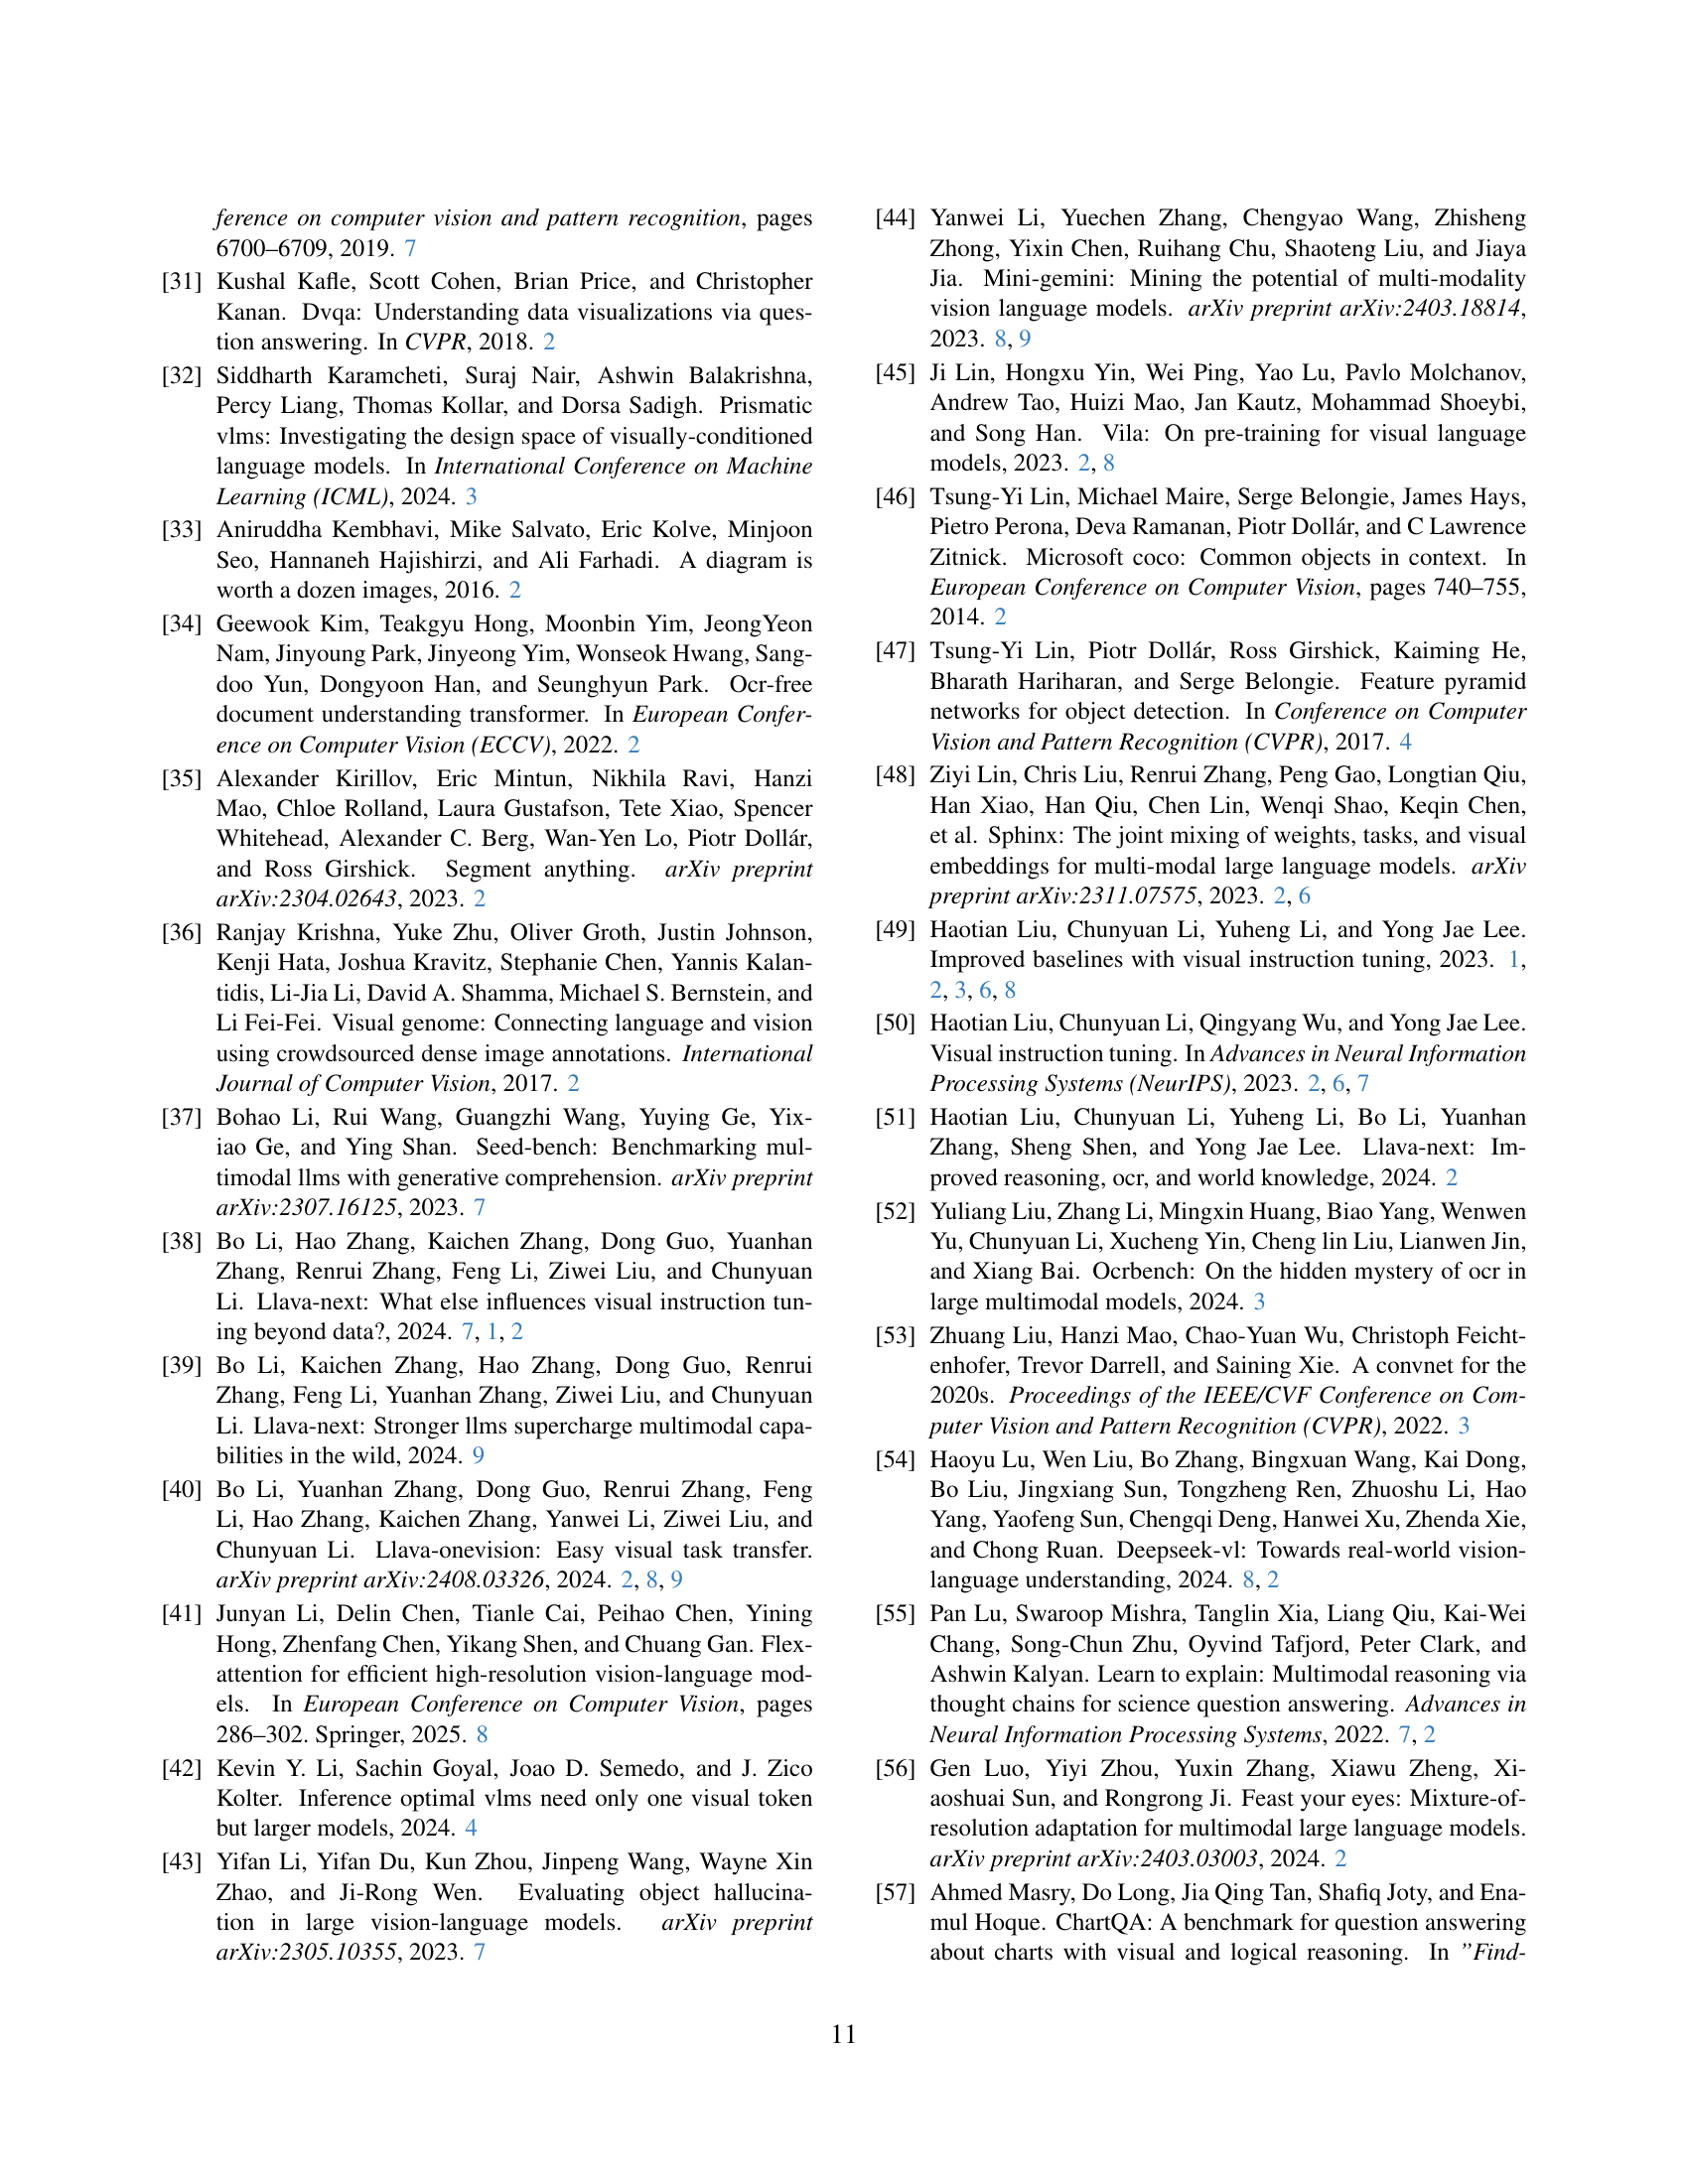 ference on computer vision and pattern recognition, pages
6700–6709, 2019. 7
[31] Kushal Kafle, Scott Cohen, Brian Price, and Christopher
Kanan. Dvqa: Understanding data visualizations via ques-
tion answering. In CVPR, 2018. 2
[32] Siddharth Karamcheti, Suraj Nair, Ashwin Balakrishna,
Percy Liang, Thomas Kollar, and Dorsa Sadigh. Prismatic
vlms: Investigating the design space of visually-conditioned
language models. In International Conference on Machine
Learning (ICML), 2024. 3
[33] Aniruddha Kembhavi, Mike Salvato, Eric Kolve, Minjoon
Seo, Hannaneh Hajishirzi, and Ali Farhadi. A diagram is
worth a dozen images, 2016. 2
[34] Geewook Kim, Teakgyu Hong, Moonbin Yim, JeongYeon
Nam, Jinyoung Park, Jinyeong Yim, Wonseok Hwang, Sang-
doo Yun, Dongyoon Han, and Seunghyun Park. Ocr-free
document understanding transformer. In European Confer-
ence on Computer Vision (ECCV), 2022. 2
[35] Alexander Kirillov, Eric Mintun, Nikhila Ravi, Hanzi
Mao, Chloe Rolland, Laura Gustafson, Tete Xiao, Spencer
Whitehead, Alexander C. Berg, Wan-Yen Lo, Piotr Dollár,
and Ross Girshick. Segment anything. arXiv preprint
arXiv:2304.02643, 2023. 2
[36] Ranjay Krishna, Yuke Zhu, Oliver Groth, Justin Johnson,
Kenji Hata, Joshua Kravitz, Stephanie Chen, Yannis Kalan-
tidis, Li-Jia Li, David A. Shamma, Michael S. Bernstein, and
Li Fei-Fei. Visual genome: Connecting language and vision
using crowdsourced dense image annotations. International
Journal of Computer Vision, 2017. 2
[37] Bohao Li, Rui Wang, Guangzhi Wang, Yuying Ge, Yix-
iao Ge, and Ying Shan. Seed-bench: Benchmarking mul-
timodal llms with generative comprehension. arXiv preprint
arXiv:2307.16125, 2023. 7
[38] Bo Li, Hao Zhang, Kaichen Zhang, Dong Guo, Yuanhan
Zhang, Renrui Zhang, Feng Li, Ziwei Liu, and Chunyuan
Li. Llava-next: What else influences visual instruction tun-
ing beyond data?, 2024. 7, 1, 2
[39] Bo Li, Kaichen Zhang, Hao Zhang, Dong Guo, Renrui
Zhang, Feng Li, Yuanhan Zhang, Ziwei Liu, and Chunyuan
Li. Llava-next: Stronger llms supercharge multimodal capa-
bilities in the wild, 2024. 9
[40] Bo Li, Yuanhan Zhang, Dong Guo, Renrui Zhang, Feng
Li, Hao Zhang, Kaichen Zhang, Yanwei Li, Ziwei Liu, and
Chunyuan Li. Llava-onevision: Easy visual task transfer.
arXiv preprint arXiv:2408.03326, 2024. 2, 8, 9
[41] Junyan Li, Delin Chen, Tianle Cai, Peihao Chen, Yining
Hong, Zhenfang Chen, Yikang Shen, and Chuang Gan. Flex-
attention for efficient high-resolution vision-language mod-
els. In European Conference on Computer Vision, pages
286–302. Springer, 2025. 8
[42] Kevin Y. Li, Sachin Goyal, Joao D. Semedo, and J. Zico
Kolter. Inference optimal vlms need only one visual token
but larger models, 2024. 4
[43] Yifan Li, Yifan Du, Kun Zhou, Jinpeng Wang, Wayne Xin
Zhao, and Ji-Rong Wen. Evaluating object hallucina-
tion in large vision-language models. arXiv preprint
arXiv:2305.10355, 2023. 7
[44] Yanwei Li, Yuechen Zhang, Chengyao Wang, Zhisheng
Zhong, Yixin Chen, Ruihang Chu, Shaoteng Liu, and Jiaya
Jia. Mini-gemini: Mining the potential of multi-modality
vision language models. arXiv preprint arXiv:2403.18814,
2023. 8, 9
[45] Ji Lin, Hongxu Yin, Wei Ping, Yao Lu, Pavlo Molchanov,
Andrew Tao, Huizi Mao, Jan Kautz, Mohammad Shoeybi,
and Song Han. Vila: On pre-training for visual language
models, 2023. 2, 8
[46] Tsung-Yi Lin, Michael Maire, Serge Belongie, James Hays,
Pietro Perona, Deva Ramanan, Piotr Dollár, and C Lawrence
Zitnick. Microsoft coco: Common objects in context. In
European Conference on Computer Vision, pages 740–755,
2014. 2
[47] Tsung-Yi Lin, Piotr Dollár, Ross Girshick, Kaiming He,
Bharath Hariharan, and Serge Belongie. Feature pyramid
networks for object detection. In Conference on Computer
Vision and Pattern Recognition (CVPR), 2017. 4
[48] Ziyi Lin, Chris Liu, Renrui Zhang, Peng Gao, Longtian Qiu,
Han Xiao, Han Qiu, Chen Lin, Wenqi Shao, Keqin Chen,
et al. Sphinx: The joint mixing of weights, tasks, and visual
embeddings for multi-modal large language models. arXiv
preprint arXiv:2311.07575, 2023. 2, 6
[49] Haotian Liu, Chunyuan Li, Yuheng Li, and Yong Jae Lee.
Improved baselines with visual instruction tuning, 2023. 1,
2, 3, 6, 8
[50] Haotian Liu, Chunyuan Li, Qingyang Wu, and Yong Jae Lee.
Visual instruction tuning. In Advances in Neural Information
Processing Systems (NeurIPS), 2023. 2, 6, 7
[51] Haotian Liu, Chunyuan Li, Yuheng Li, Bo Li, Yuanhan
Zhang, Sheng Shen, and Yong Jae Lee. Llava-next: Im-
proved reasoning, ocr, and world knowledge, 2024. 2
[52] Yuliang Liu, Zhang Li, Mingxin Huang, Biao Yang, Wenwen
Yu, Chunyuan Li, Xucheng Yin, Cheng lin Liu, Lianwen Jin,
and Xiang Bai. Ocrbench: On the hidden mystery of ocr in
large multimodal models, 2024. 3
[53] Zhuang Liu, Hanzi Mao, Chao-Yuan Wu, Christoph Feicht-
enhofer, Trevor Darrell, and Saining Xie. A convnet for the
2020s. Proceedings of the IEEE/CVF Conference on Com-
puter Vision and Pattern Recognition (CVPR), 2022. 3
[54] Haoyu Lu, Wen Liu, Bo Zhang, Bingxuan Wang, Kai Dong,
Bo Liu, Jingxiang Sun, Tongzheng Ren, Zhuoshu Li, Hao
Yang, Yaofeng Sun, Chengqi Deng, Hanwei Xu, Zhenda Xie,
and Chong Ruan. Deepseek-vl: Towards real-world vision-
language understanding, 2024. 8, 2
[55] Pan Lu, Swaroop Mishra, Tanglin Xia, Liang Qiu, Kai-Wei
Chang, Song-Chun Zhu, Oyvind Tafjord, Peter Clark, and
Ashwin Kalyan. Learn to explain: Multimodal reasoning via
thought chains for science question answering. Advances in
Neural Information Processing Systems, 2022. 7, 2
[56] Gen Luo, Yiyi Zhou, Yuxin Zhang, Xiawu Zheng, Xi-
aoshuai Sun, and Rongrong Ji. Feast your eyes: Mixture-of-
resolution adaptation for multimodal large language models.
arXiv preprint arXiv:2403.03003, 2024. 2
[57] Ahmed Masry, Do Long, Jia Qing Tan, Shafiq Joty, and Ena-
mul Hoque. ChartQA: A benchmark for question answering
about charts with visual and logical reasoning. In ”Find-
11